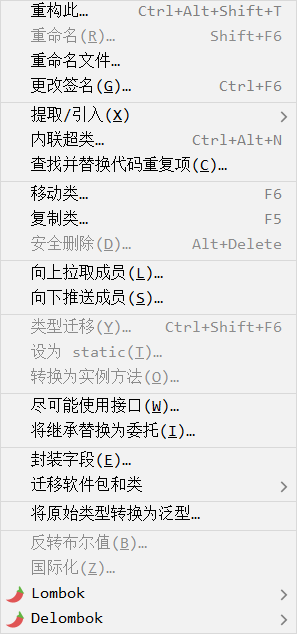 重构此… Ctrl+Alt+Shift+T
重命名(R)… Shift+F6
重命名文件…
更改签名(G)… Ctrl+F6
提取/引入(X)
内联超类… Ctrl+Alt+N
查找并替换代码重复项(C)…
移动类… F6
复制类… F5
安全删除(D)… Alt+Delete
向上拉取成员(L)…
向下推送成员(S)…
类型迁移(Y)… Ctrl+Shift+F6
设为 static(T)…
转换为实例方法(O)…
尽可能使用接口(W)…
将继承替换为委托(I)…
封装字段(E)…
迁移软件包和类
将原始类型转换为泛型…
反转布尔值(B)…
国际化(Z)…
Lombok
Delombok